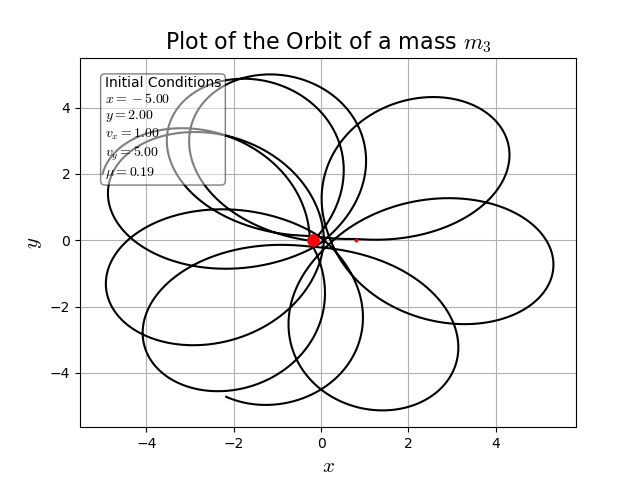 Plot of the Orbit of a mass m₃
Initial Conditions
x = −5.00
y = 2.00
vₓ = 1.00
v_y = 5.00
μ = 0.19
4
2
0
−2
−4
y
−4 −2 0 2 4
x